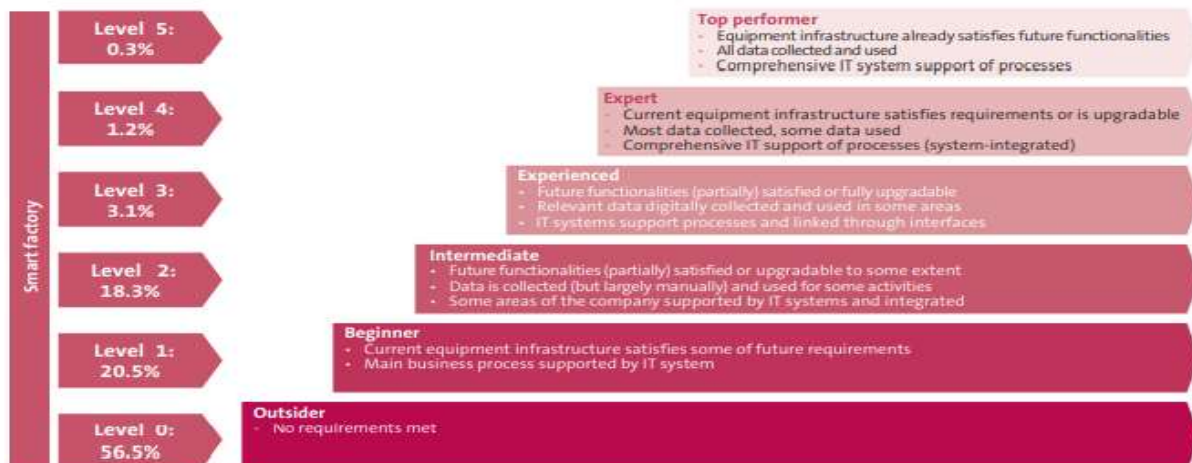 Smart factory
Level 5:
0.3%
Top performer
- Equipment infrastructure already satisfies future functionalities
- All data collected and used
- Comprehensive IT system support of processes
Level 4:
1.2%
Expert
- Current equipment infrastructure satisfies requirements or is upgradable
- Most data collected, some data used
- Comprehensive IT support of processes (system-integrated)
Level 3:
3.1%
Experienced
- Future functionalities (partially) satisfied or fully upgradable
- Relevant data digitally collected and used in some areas
- IT systems support processes and linked through interfaces
Level 2:
18.3%
Intermediate
- Future functionalities (partially) satisfied or upgradable to some extent
- Data is collected (but largely manually) and used for some activities
- Some areas of the company supported by IT systems and integrated
Level 1:
20.5%
Beginner
- Current equipment infrastructure satisfies some of future requirements
- Main business process supported by IT system
Level 0:
56.5%
Outsider
- No requirements met